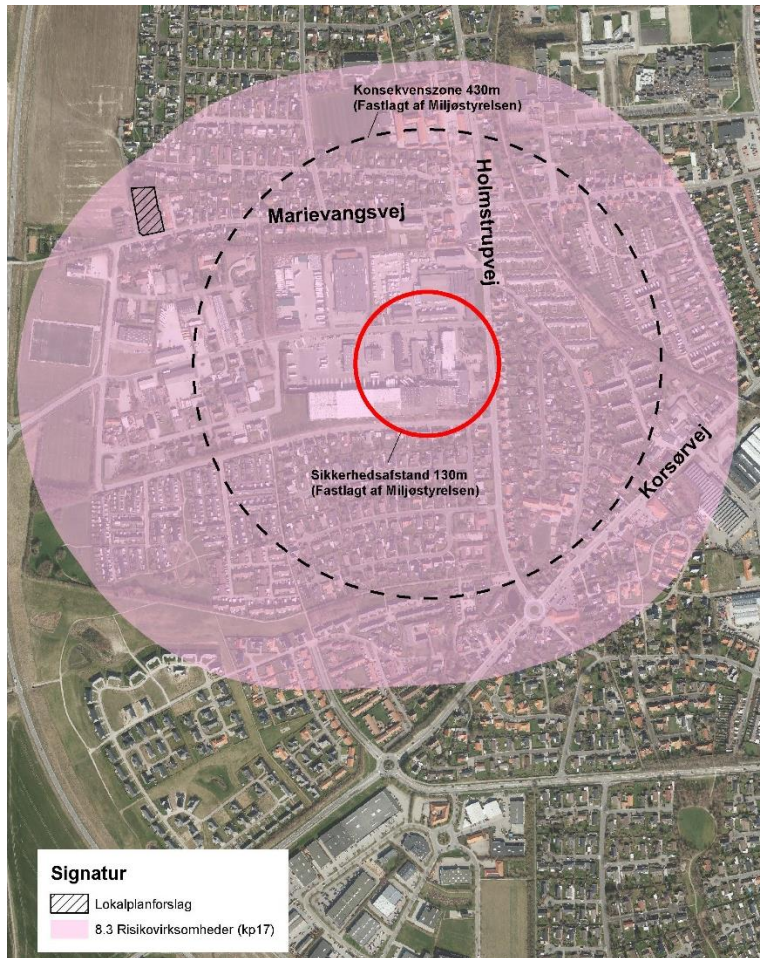 Konsekvenszone 430m
(Fastlagt af Miljøstyrelsen)
Holmstrupvej
Marievangsvej
Sikkerhedsafstand 130m
(Fastlagt af Miljøstyrelsen)
Korsørvej
Signatur
Lokalplanforslag
8.3 Risikovirksomheder (kp17)